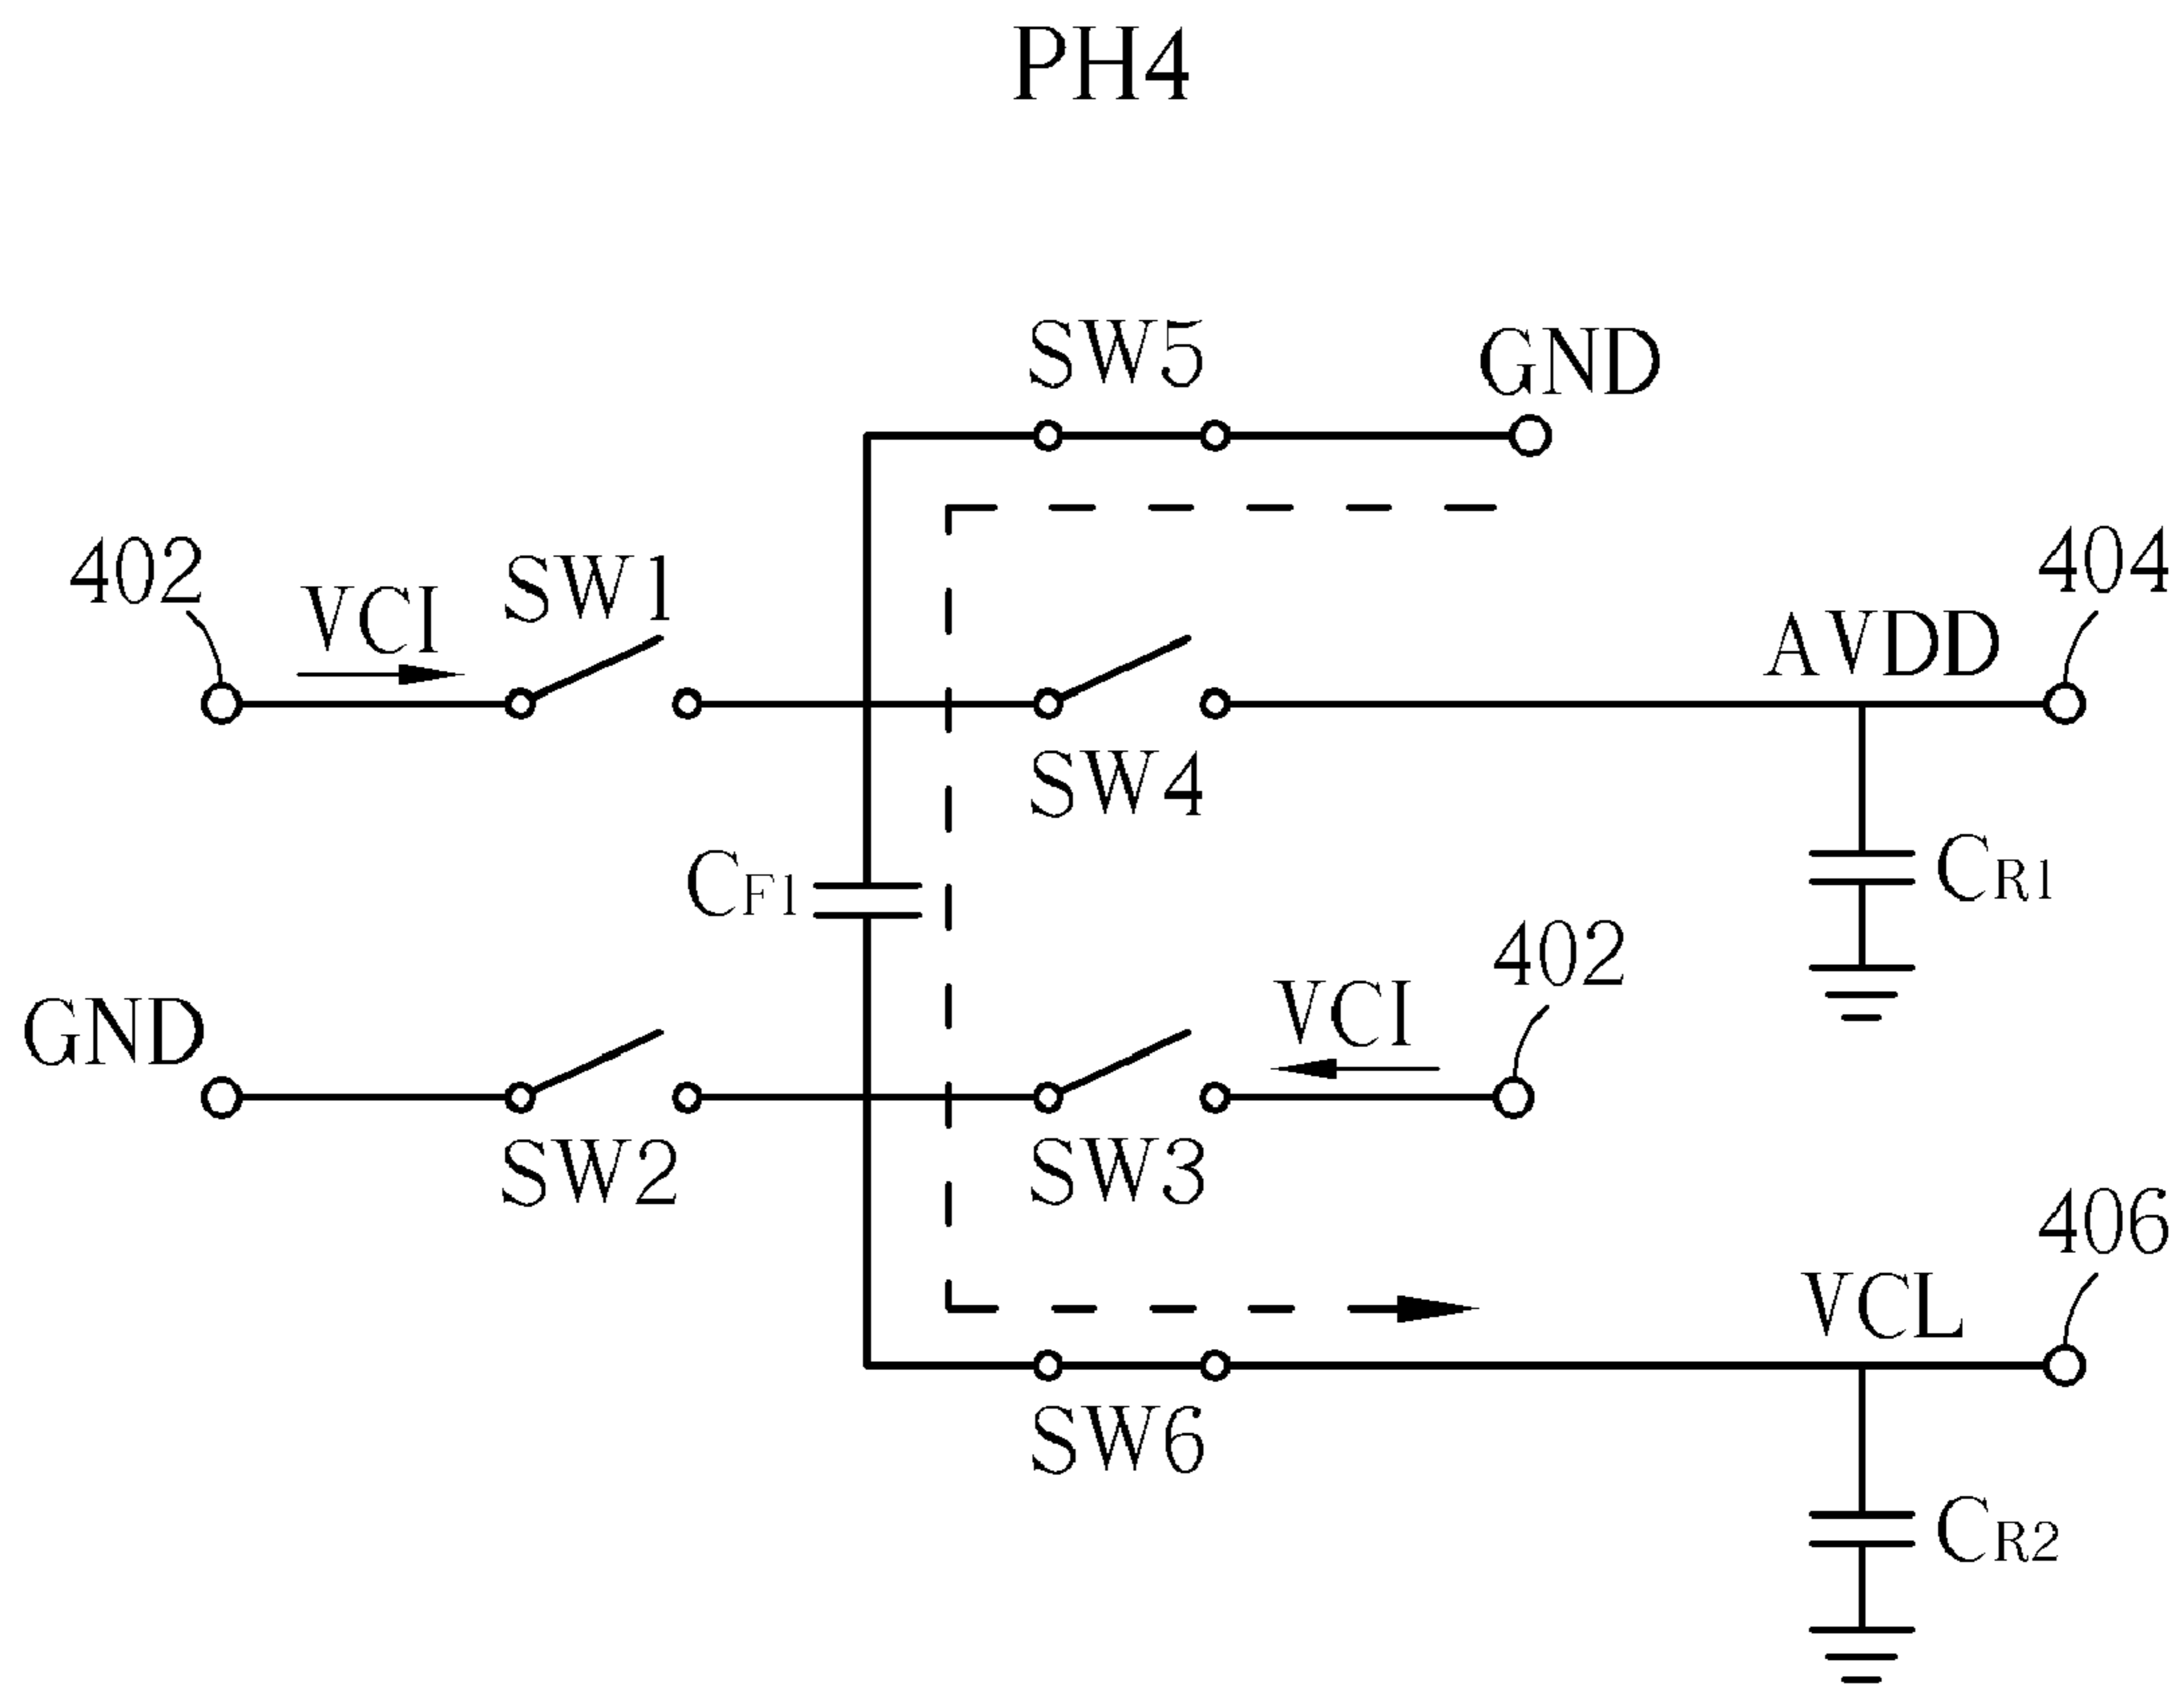 PH4
SW5
GND
402
VCI
SW1
404
AVDD
SW4
CF1
CR1
402
VCI
GND
SW2
SW3
406
VCL
SW6
CR2